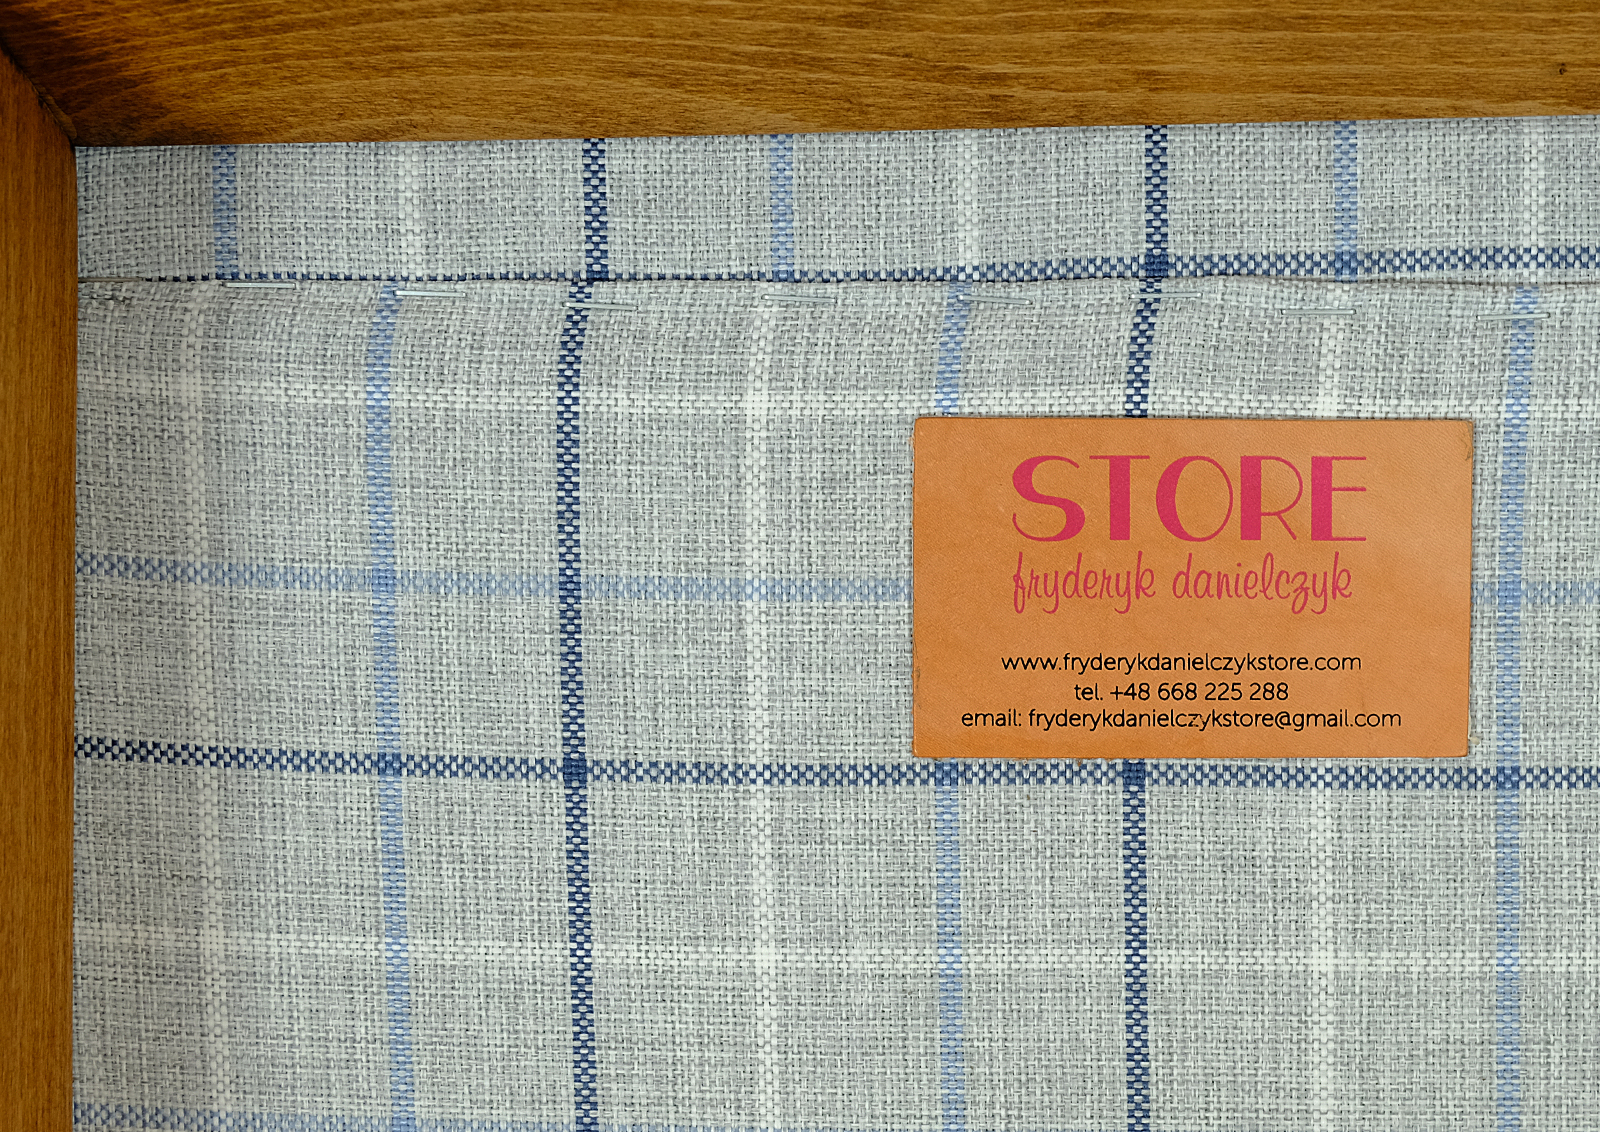 STORE
fryderyk danielczyk
www.fryderykdanielczykstore.com
tel. +48 668 225 288
email: fryderykdanielczykstore@gmail.com